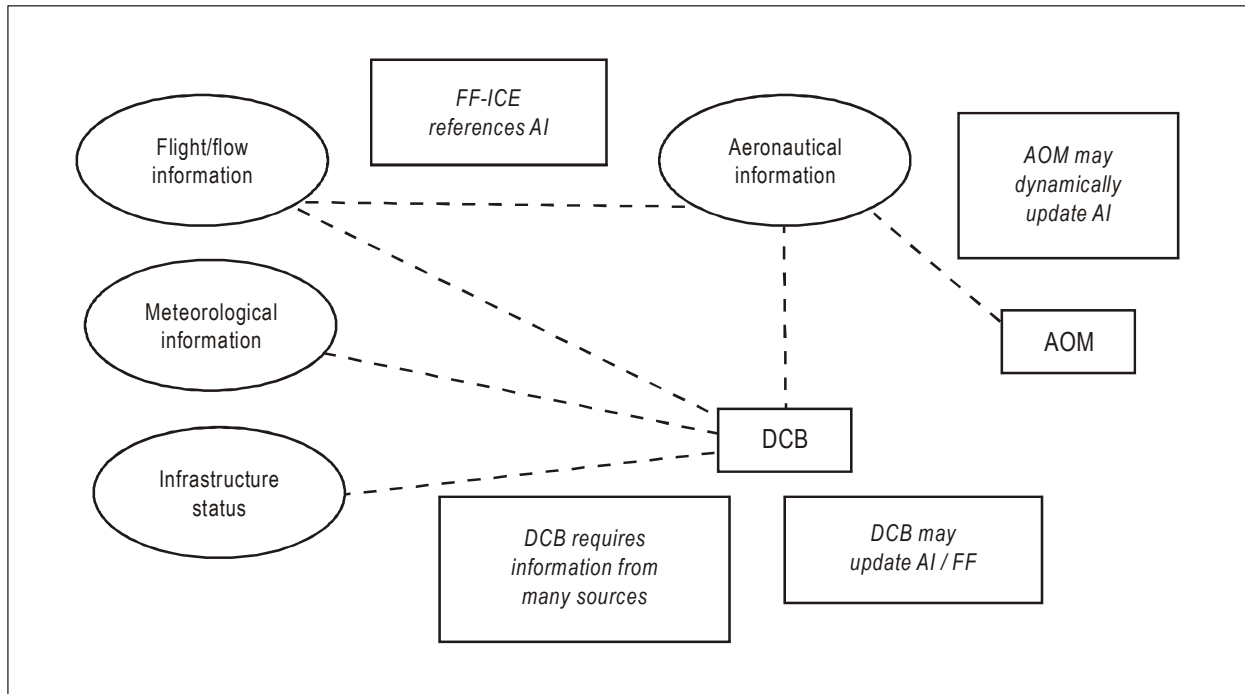 FF-ICE
references AI
Flight/flow
information
Aeronautical
information
AOM may
dynamically
update AI
Meteorological
information
AOM
DCB
Infrastructure
status
DCB requires
information from
many sources
DCB may
update AI / FF